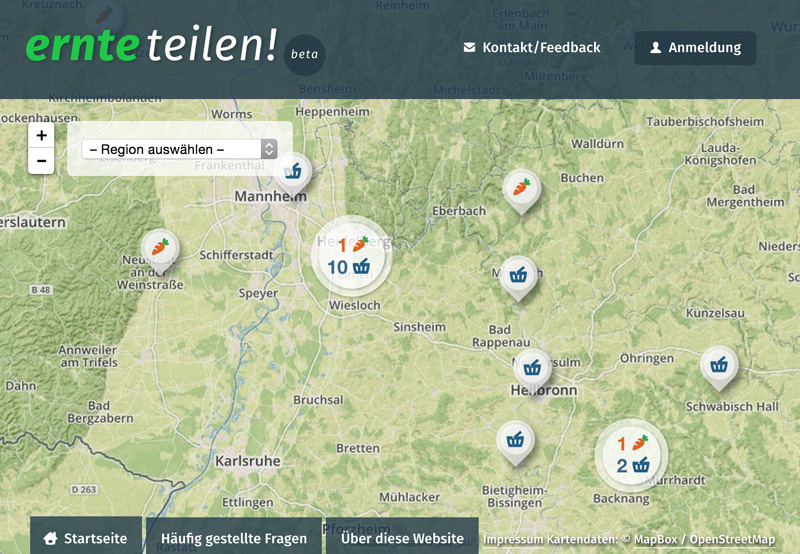 Kreuznach
Reinheim
Erlenbach
am Main
ernteteilen! beta
Kontakt/Feedback
Anmeldung
Miltenberg
Bensheim
Kirchheimbolanden
Worms
Heppenheim
Tauberbischofsheim
ockenhausen
+
– Region auswählen –
Walldürn
Lauda-
Königshofen
−
Eisenberg
Frankenthal
Buchen
Bad
Mergentheim
Mannheim
Eberbach
erslautern
Heidelberg
1
10
Schifferstadt
Neustadt
an der
Weinstraße
Niederst
B 48
Speyer
Wiesloch
Künzelsau
Sinsheim
Bad
Rappenau
Annweiler
am Trifels
Öhringen
Dahn
Heilbronn
Bad
Bergzabern
Bruchsal
Schwäbisch Hall
Bretten
1
2
Karlsruhe
Murrhardt
D 263
Ettlingen
Mühlacker
Bietigheim-
Bissingen
Backnang
Pforzheim
Startseite
Häufig gestellte Fragen
Über diese Website
Impressum Kartendaten: © MapBox / OpenStreetMap
Rastatt